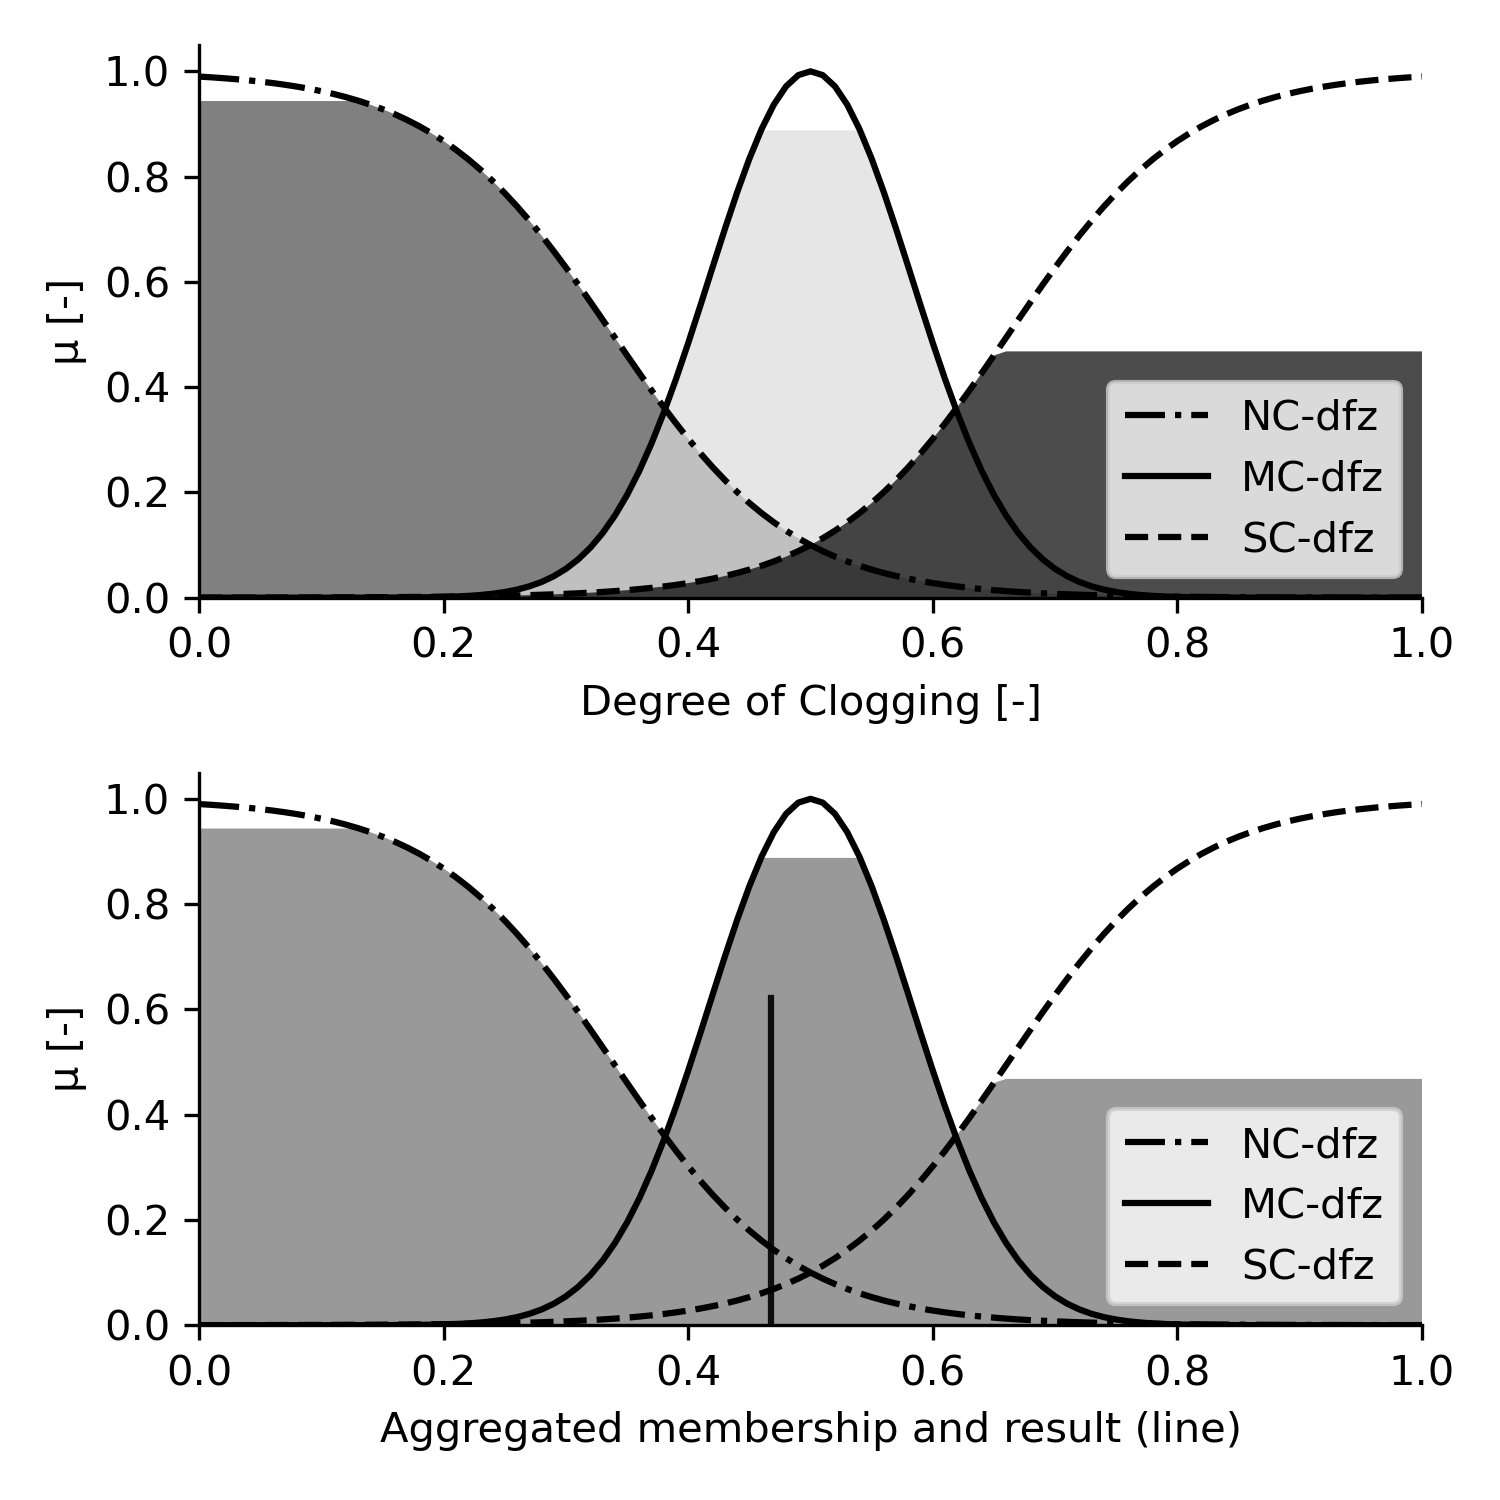 1.0
0.8
0.6
0.4
0.2
0.0
µ [-]
NC-dfz
MC-dfz
SC-dfz
0.0 0.2 0.4 0.6 0.8 1.0
Degree of Clogging [-]
1.0
0.8
0.6
0.4
0.2
0.0
µ [-]
NC-dfz
MC-dfz
SC-dfz
0.0 0.2 0.4 0.6 0.8 1.0
Aggregated membership and result (line)